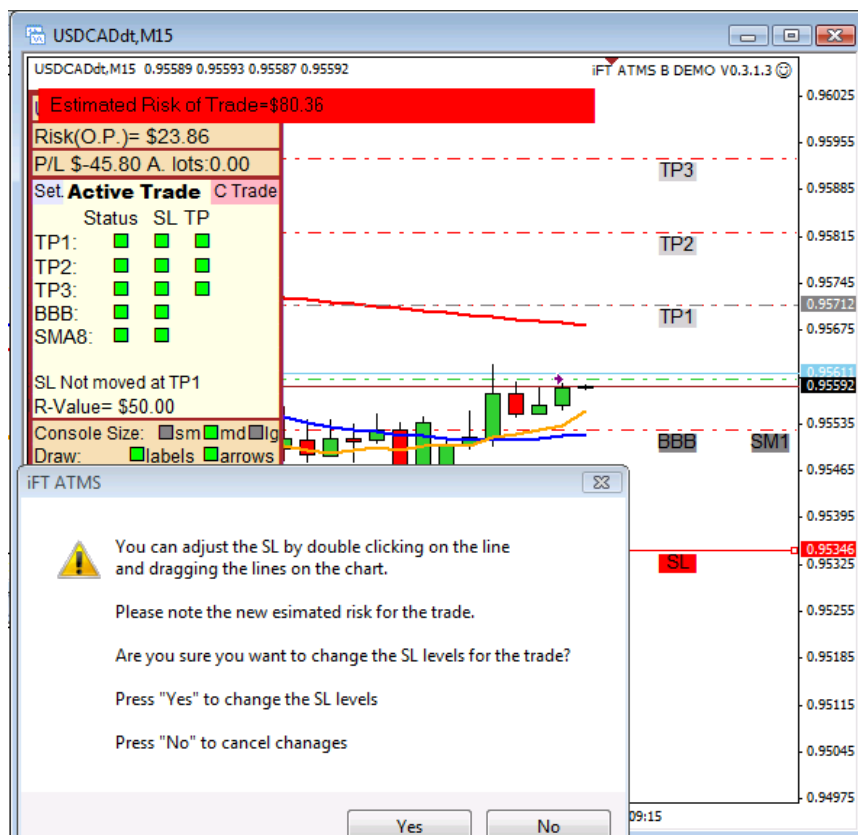 USDCADdt,M15
USDCADdt,M15 0.95589 0.95593 0.95587 0.95592
iFT ATMS B DEMO V0.3.1.3
Estimated Risk of Trade=$80.36
Risk(O.P.)= $23.86
P/L $-45.80 A. lots:0.00
Set. Active Trade C Trade
Status SL TP
TP1:
TP2:
TP3:
BBB:
SMA8:
SL Not moved at TP1
R-Value= $50.00
Console Size: sm md lg
Draw: labels arrows
TP3
TP2
TP1
BBB SM1
SL
0.96025
0.95955
0.95885
0.95815
0.95745
0.95712
0.95675
0.95611
0.95592
0.95535
0.95465
0.95395
0.95346
0.95325
0.95255
0.95185
0.95115
0.95045
0.94975
09:15
iFT ATMS
You can adjust the SL by double clicking on the line
and dragging the lines on the chart.
Please note the new esimated risk for the trade.
Are you sure you want to change the SL levels for the trade?
Press "Yes" to change the SL levels
Press "No" to cancel chanages
Yes No